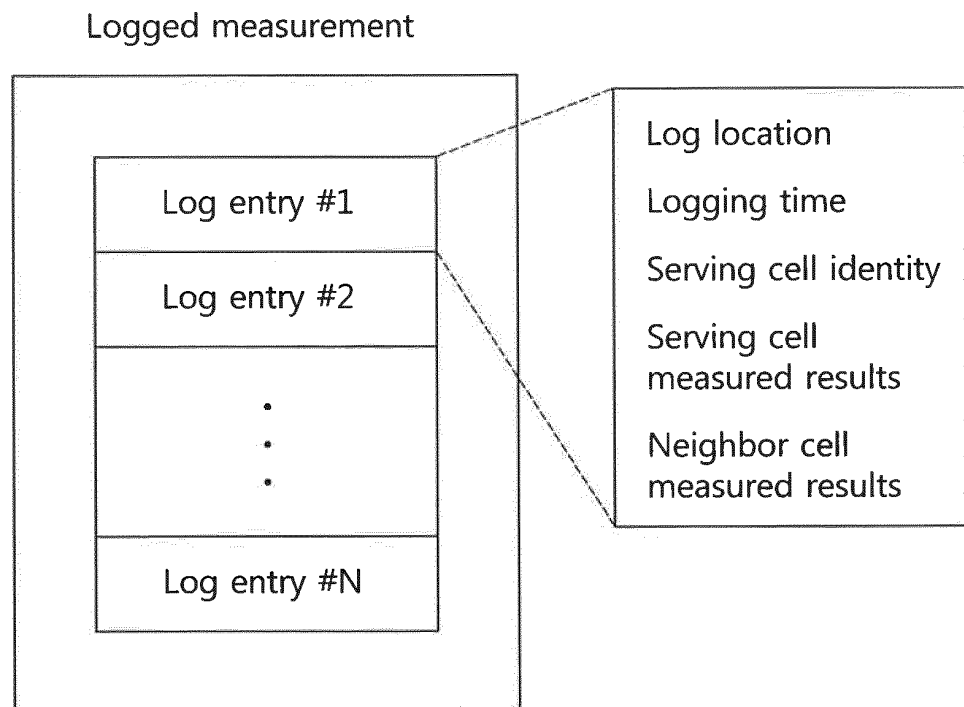 Logged measurement
Log entry #1
Log entry #2
Log entry #N
Log location
Logging time
Serving cell identity
Serving cell
measured results
Neighbor cell
measured results